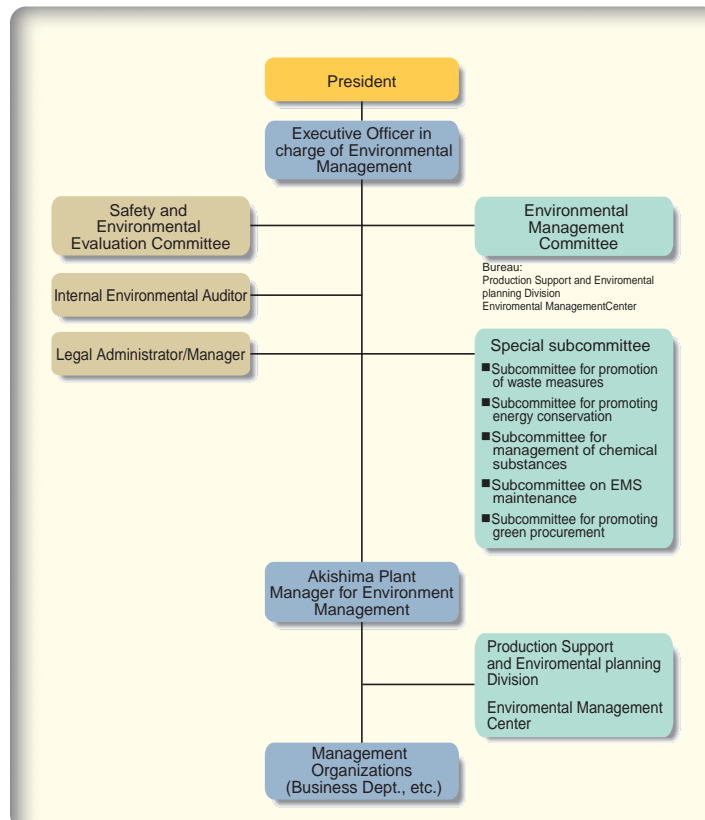 President
Executive Officer in
charge of Environmental
Management
Safety and
Environmental
Evaluation Committee
Environmental
Management
Committee
Bureau:
Production Support and Enviromental
planning Division
Enviromental ManagementCenter
Internal Environmental Auditor
Legal Administrator/Manager
Special subcommittee
■Subcommittee for promotion
of waste measures
■Subcommittee for promoting
energy conservation
■Subcommittee for
management of chemical
substances
■Subcommittee on EMS
maintenance
■Subcommittee for promoting
green procurement
Akishima Plant
Manager for Environment
Management
Production Support
and Enviromental planning
Division
Enviromental Management
Center
Management
Organizations
(Business Dept., etc.)